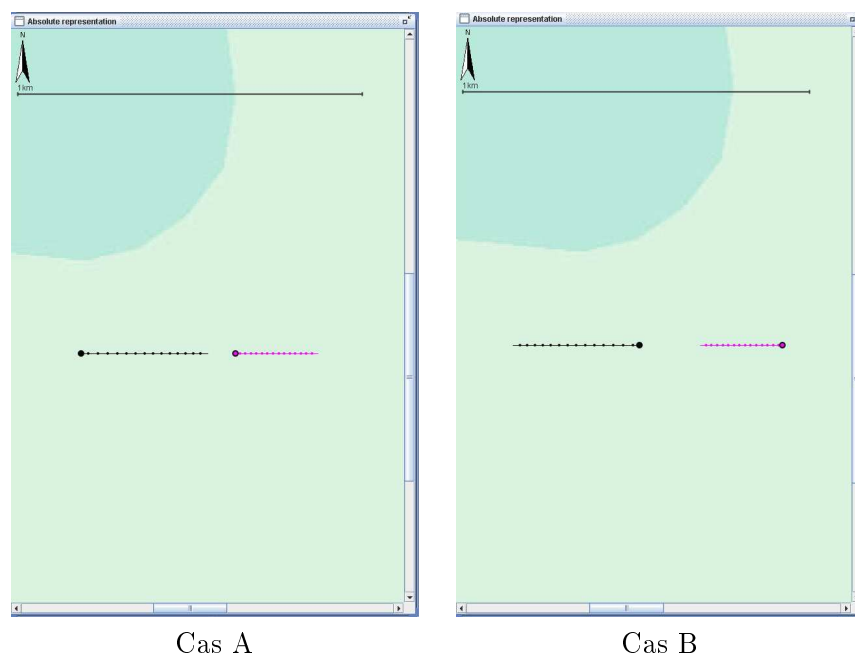 Absolute representation
N
1km
Absolute representation
N
1km
Cas A
Cas B